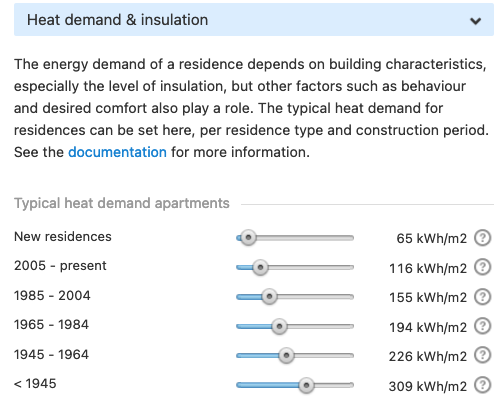 Heat demand & insulation
The energy demand of a residence depends on building characteristics,
especially the level of insulation, but other factors such as behaviour
and desired comfort also play a role. The typical heat demand for
residences can be set here, per residence type and construction period.
See the documentation for more information.
Typical heat demand apartments
New residences 65 kWh/m2 ?
2005 - present 116 kWh/m2 ?
1985 - 2004 155 kWh/m2 ?
1965 - 1984 194 kWh/m2 ?
1945 - 1964 226 kWh/m2 ?
< 1945 309 kWh/m2 ?